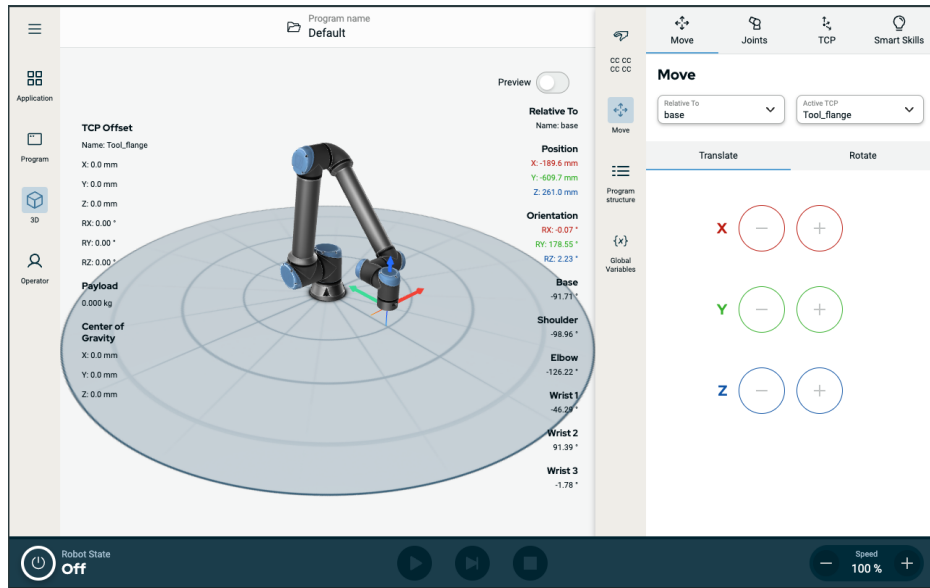 Program name
Default
Application
Program
3D
Operator
Preview
TCP Offset
Name: Tool_flange
X: 0.0 mm
Y: 0.0 mm
Z: 0.0 mm
RX: 0.00 °
RY: 0.00 °
RZ: 0.00 °
Payload
0.000 kg
Center of
Gravity
X: 0.0 mm
Y: 0.0 mm
Z: 0.0 mm
Relative To
Name: base
Position
X: -189.6 mm
Y: -609.7 mm
Z: 261.0 mm
Orientation
RX: -0.07 °
RY: 178.55 °
RZ: 2.23 °
Base
-91.71 °
Shoulder
-98.96 °
Elbow
-126.22 °
Wrist 1
-46.29 °
Wrist 2
91.39 °
Wrist 3
-1.78 °
CC CC
CC CC
Move
Program
structure
{x}
Global
Variables
Move
Joints
TCP
Smart Skills
Move
Relative To
base
Active TCP
Tool_flange
Translate
Rotate
X
Y
Z
Robot State
Off
Speed
100 %